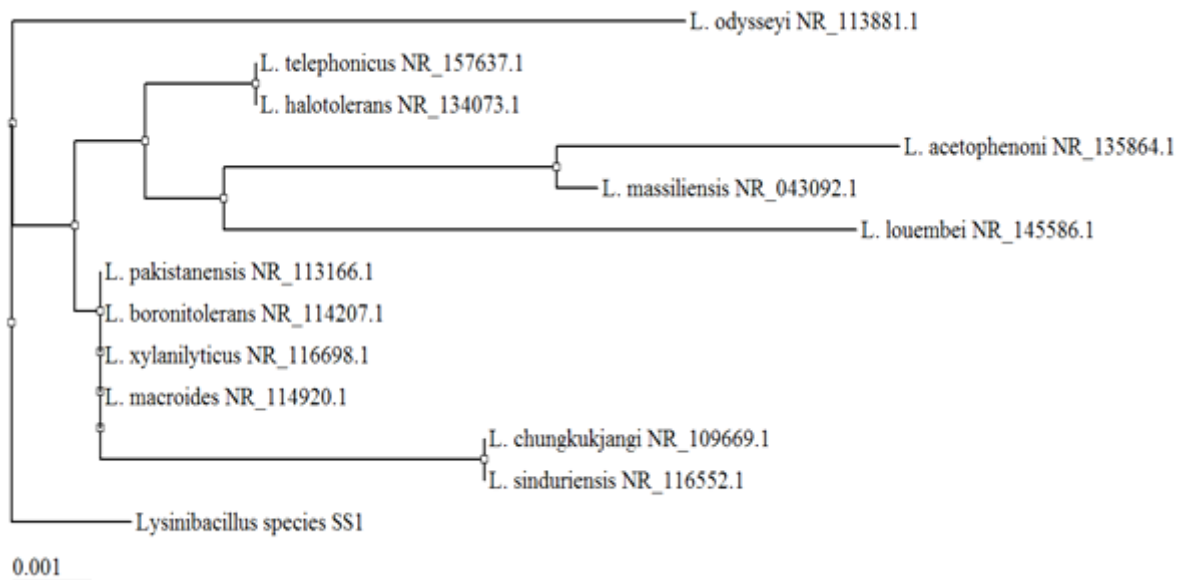 L. odysseyi NR_113881.1
L. telephonicus NR_157637.1
L. halotolerans NR_134073.1
L. acetophenoni NR_135864.1
L. massiliensis NR_043092.1
L. louembei NR_145586.1
L. pakistanensis NR_113166.1
L. boronitolerans NR_114207.1
L. xylanilyticus NR_116698.1
L. macroides NR_114920.1
L. chungkukjangi NR_109669.1
L. sinduriensis NR_116552.1
Lysinibacillus species SS1
0.001